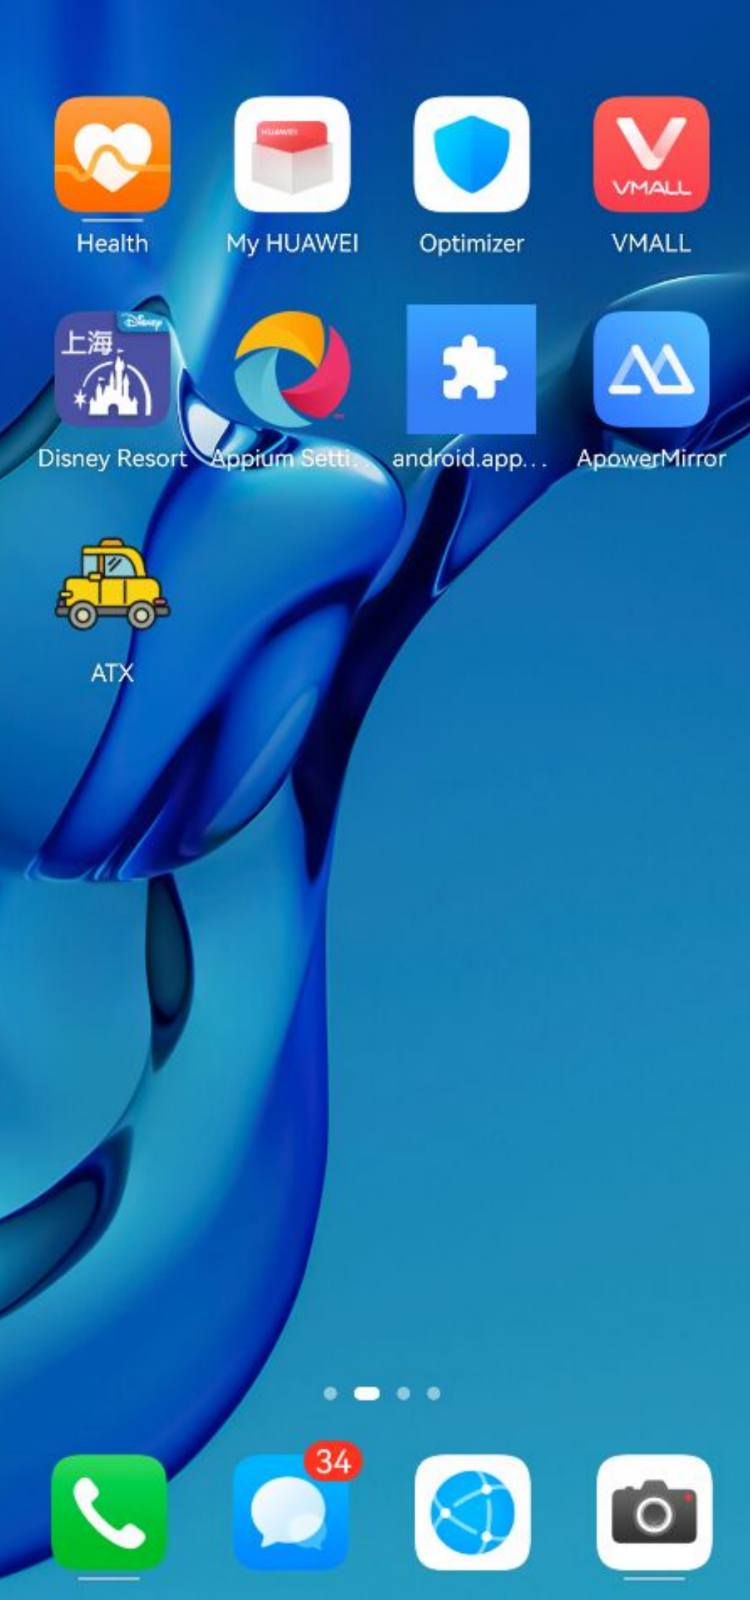 HUAWEI
VMALL
Health
My HUAWEI
Optimizer
VMALL
Disney
上海
Disney Resort
Appium Setti...
android.app...
ApowerMirror
ATX
34